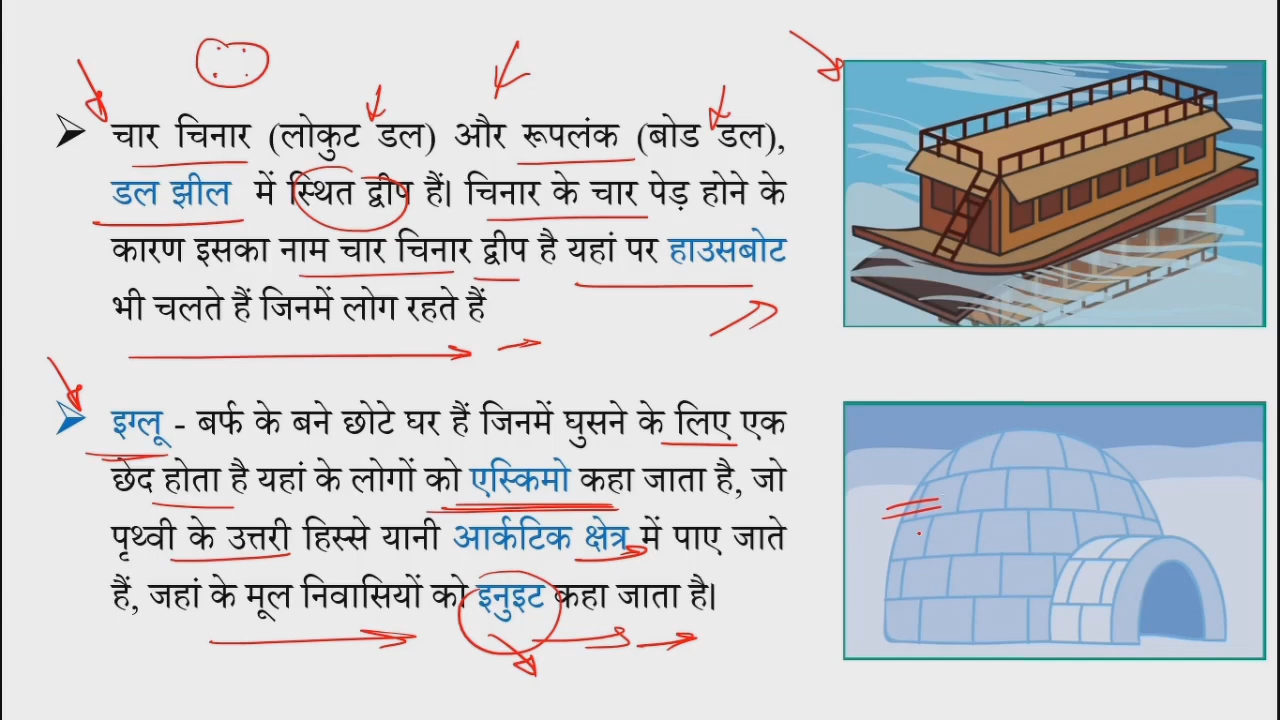 चार चिनार (लोकुट डल) और रूपलंक (बोड डल),
डल झील में स्थित द्वीप हैं। चिनार के चार पेड़ होने के
कारण इसका नाम चार चिनार द्वीप है यहां पर हाउसबोट
भी चलते हैं जिनमें लोग रहते हैं
इग्लू - बर्फ के बने छोटे घर हैं जिनमें घुसने के लिए एक
छेद होता है यहां के लोगों को एस्किमो कहा जाता है, जो
पृथ्वी के उत्तरी हिस्से यानी आर्कटिक क्षेत्र में पाए जाते
हैं, जहां के मूल निवासियों को इनुइट कहा जाता है।